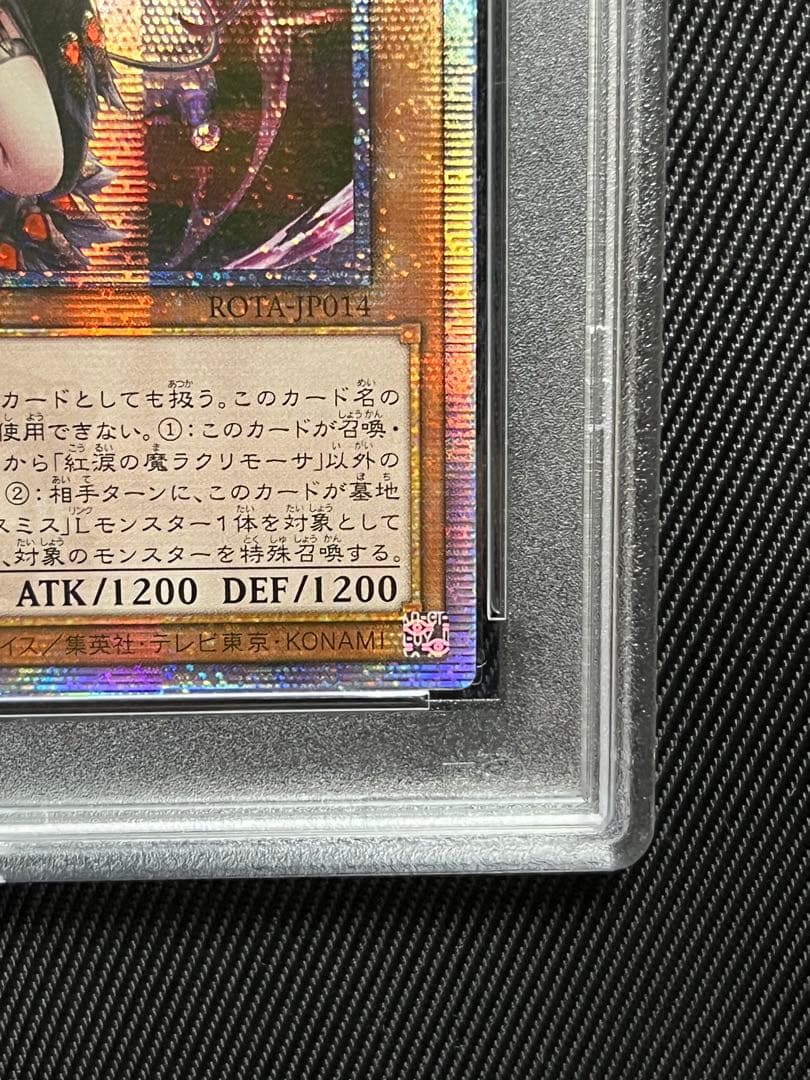 ROTA-JP014
カードとしても扱う。このカード名の
使用できない。①:このカードが召喚・
から「紅涙の魔ラクリモーサ」以外の
②:相手ターンに、このカードが墓地
スミス」Lモンスター1体を対象として
、対象のモンスターを特殊召喚する。
ATK/1200 DEF/1200
イス/集英社・テレビ東京・KONAMI